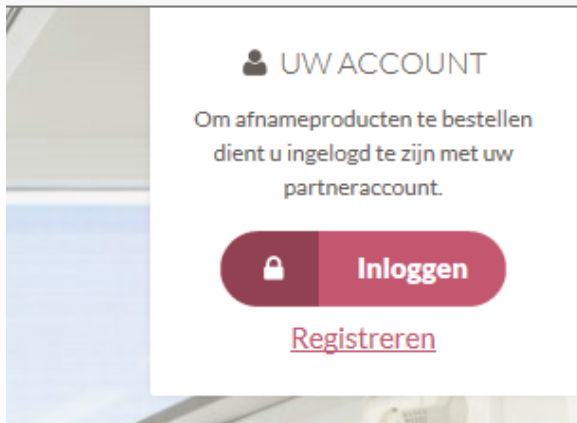 UW ACCOUNT
Om afnameproducten te bestellen
dient u ingelogd te zijn met uw
partneraccount.
Inloggen
Registreren